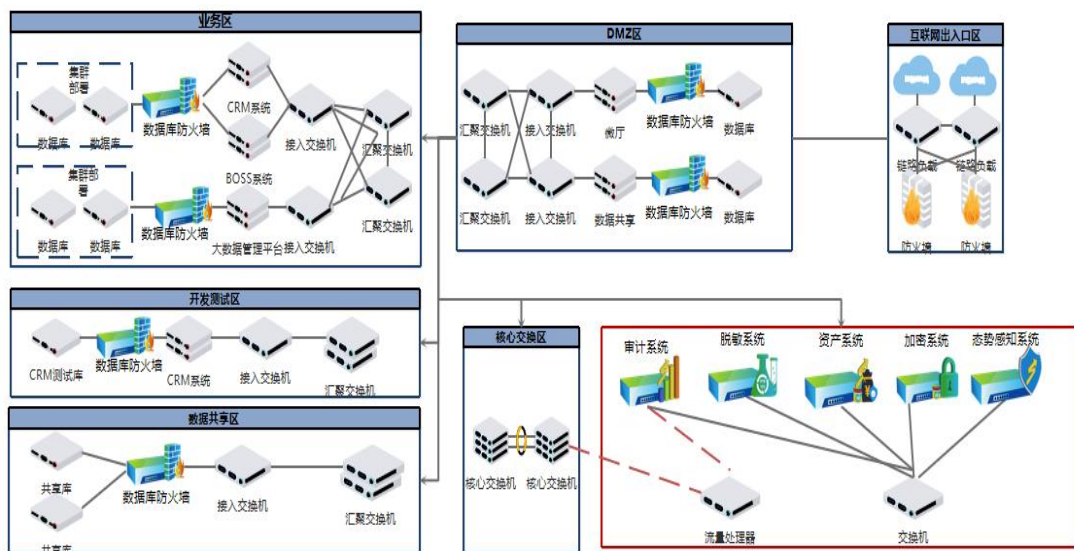 业务区
集群部署
数据库
数据库
数据库防火墙
CRM系统
BOSS系统
接入交换机
汇聚交换机
集群部署
数据库
数据库
数据库防火墙
大数据管理平台
接入交换机
汇聚交换机
DMZ区
汇聚交换机
接入交换机
微厅
数据库防火墙
数据库
汇聚交换机
接入交换机
数据共享
数据库防火墙
数据库
互联网出入口区
链路负载
链路负载
防火墙
防火墙
开发测试区
CRM测试库
数据库防火墙
CRM系统
接入交换机
汇聚交换机
数据共享区
共享库
共享库
数据库防火墙
接入交换机
汇聚交换机
核心交换区
核心交换机
核心交换机
审计系统
脱敏系统
资产系统
加密系统
态势感知系统
流量处理器
交换机